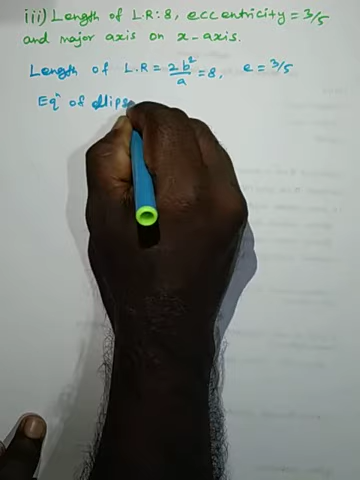 iii) Length of L.R: 8, eccentricity = 3/5
and major axis on x-axis.
Length of L.R = 2b²/a = 8, e = 3/5
Eqⁿ of ellips